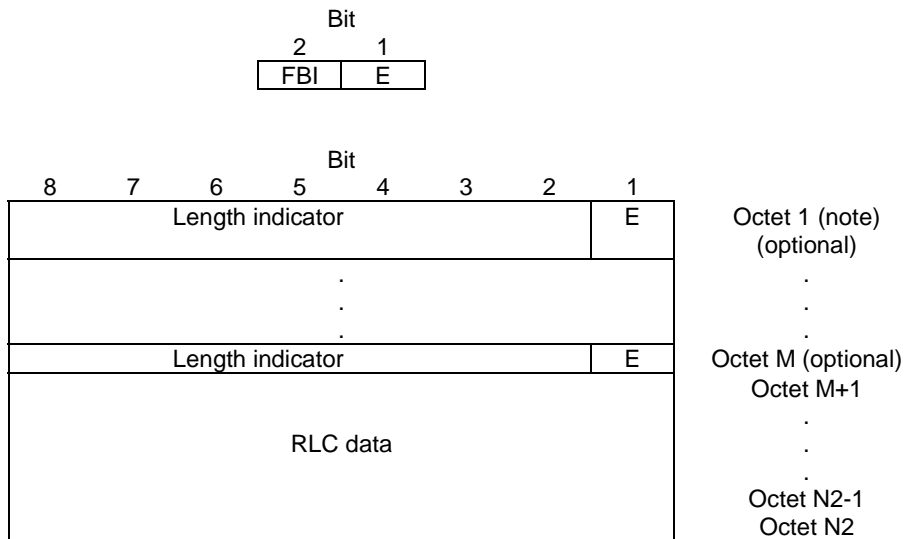 Bit
2 1
FBI E
Bit
8 7 6 5 4 3 2 1
Length indicator E Octet 1 (note)
(optional)
. .
. .
. .
Length indicator E Octet M (optional)
Octet M+1
.
RLC data .
.
Octet N2-1
Octet N2